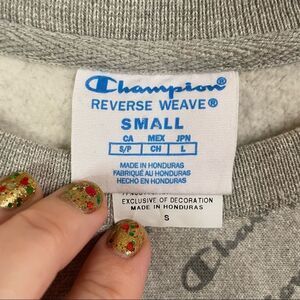 Champion
REVERSE WEAVE®
SMALL
CA MEX JPN
S/P CH L
MADE IN HONDURAS
FABRIQUÉ AU HONDURAS
HECHO EN HONDURAS
EXCLUSIVE OF DECORATION
MADE IN HONDURAS
S
Cham